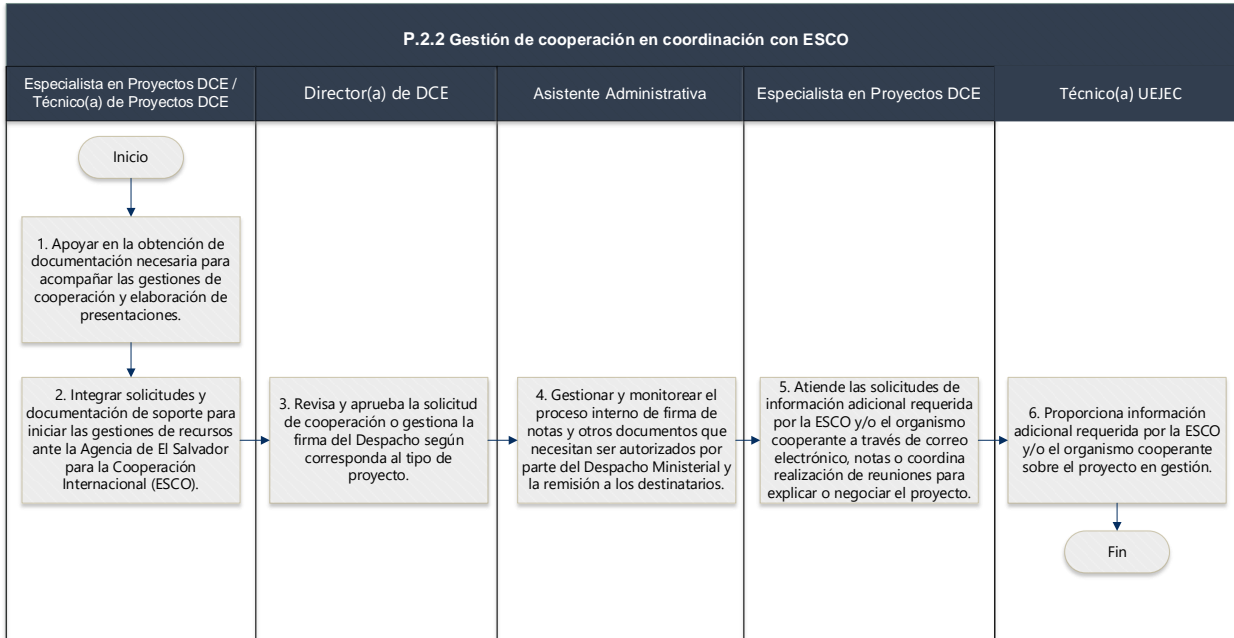 P.2.2 Gestión de cooperación en coordinación con ESCO
Especialista en Proyectos DCE /
Técnico(a) de Proyectos DCE
Director(a) de DCE
Asistente Administrativa
Especialista en Proyectos DCE
Técnico(a) UEJEC
Inicio
1. Apoyar en la obtención de
documentación necesaria para
acompañar las gestiones de
cooperación y elaboración de
presentaciones.
2. Integrar solicitudes y
documentación de soporte para
iniciar las gestiones de recursos
ante la Agencia de El Salvador
para la Cooperación
Internacional (ESCO).
3. Revisa y aprueba la solicitud
de cooperación o gestiona la
firma del Despacho según
corresponda al tipo de
proyecto.
4. Gestionar y monitorear el
proceso interno de firma de
notas y otros documentos que
necesitan ser autorizados por
parte del Despacho Ministerial y
la remisión a los destinatarios.
5. Atiende las solicitudes de
información adicional requerida
por la ESCO y/o el organismo
cooperante a través de correo
electrónico, notas o coordina
realización de reuniones para
explicar o negociar el proyecto.
6. Proporciona información
adicional requerida por la ESCO
y/o el organismo cooperante
sobre el proyecto en gestión.
Fin